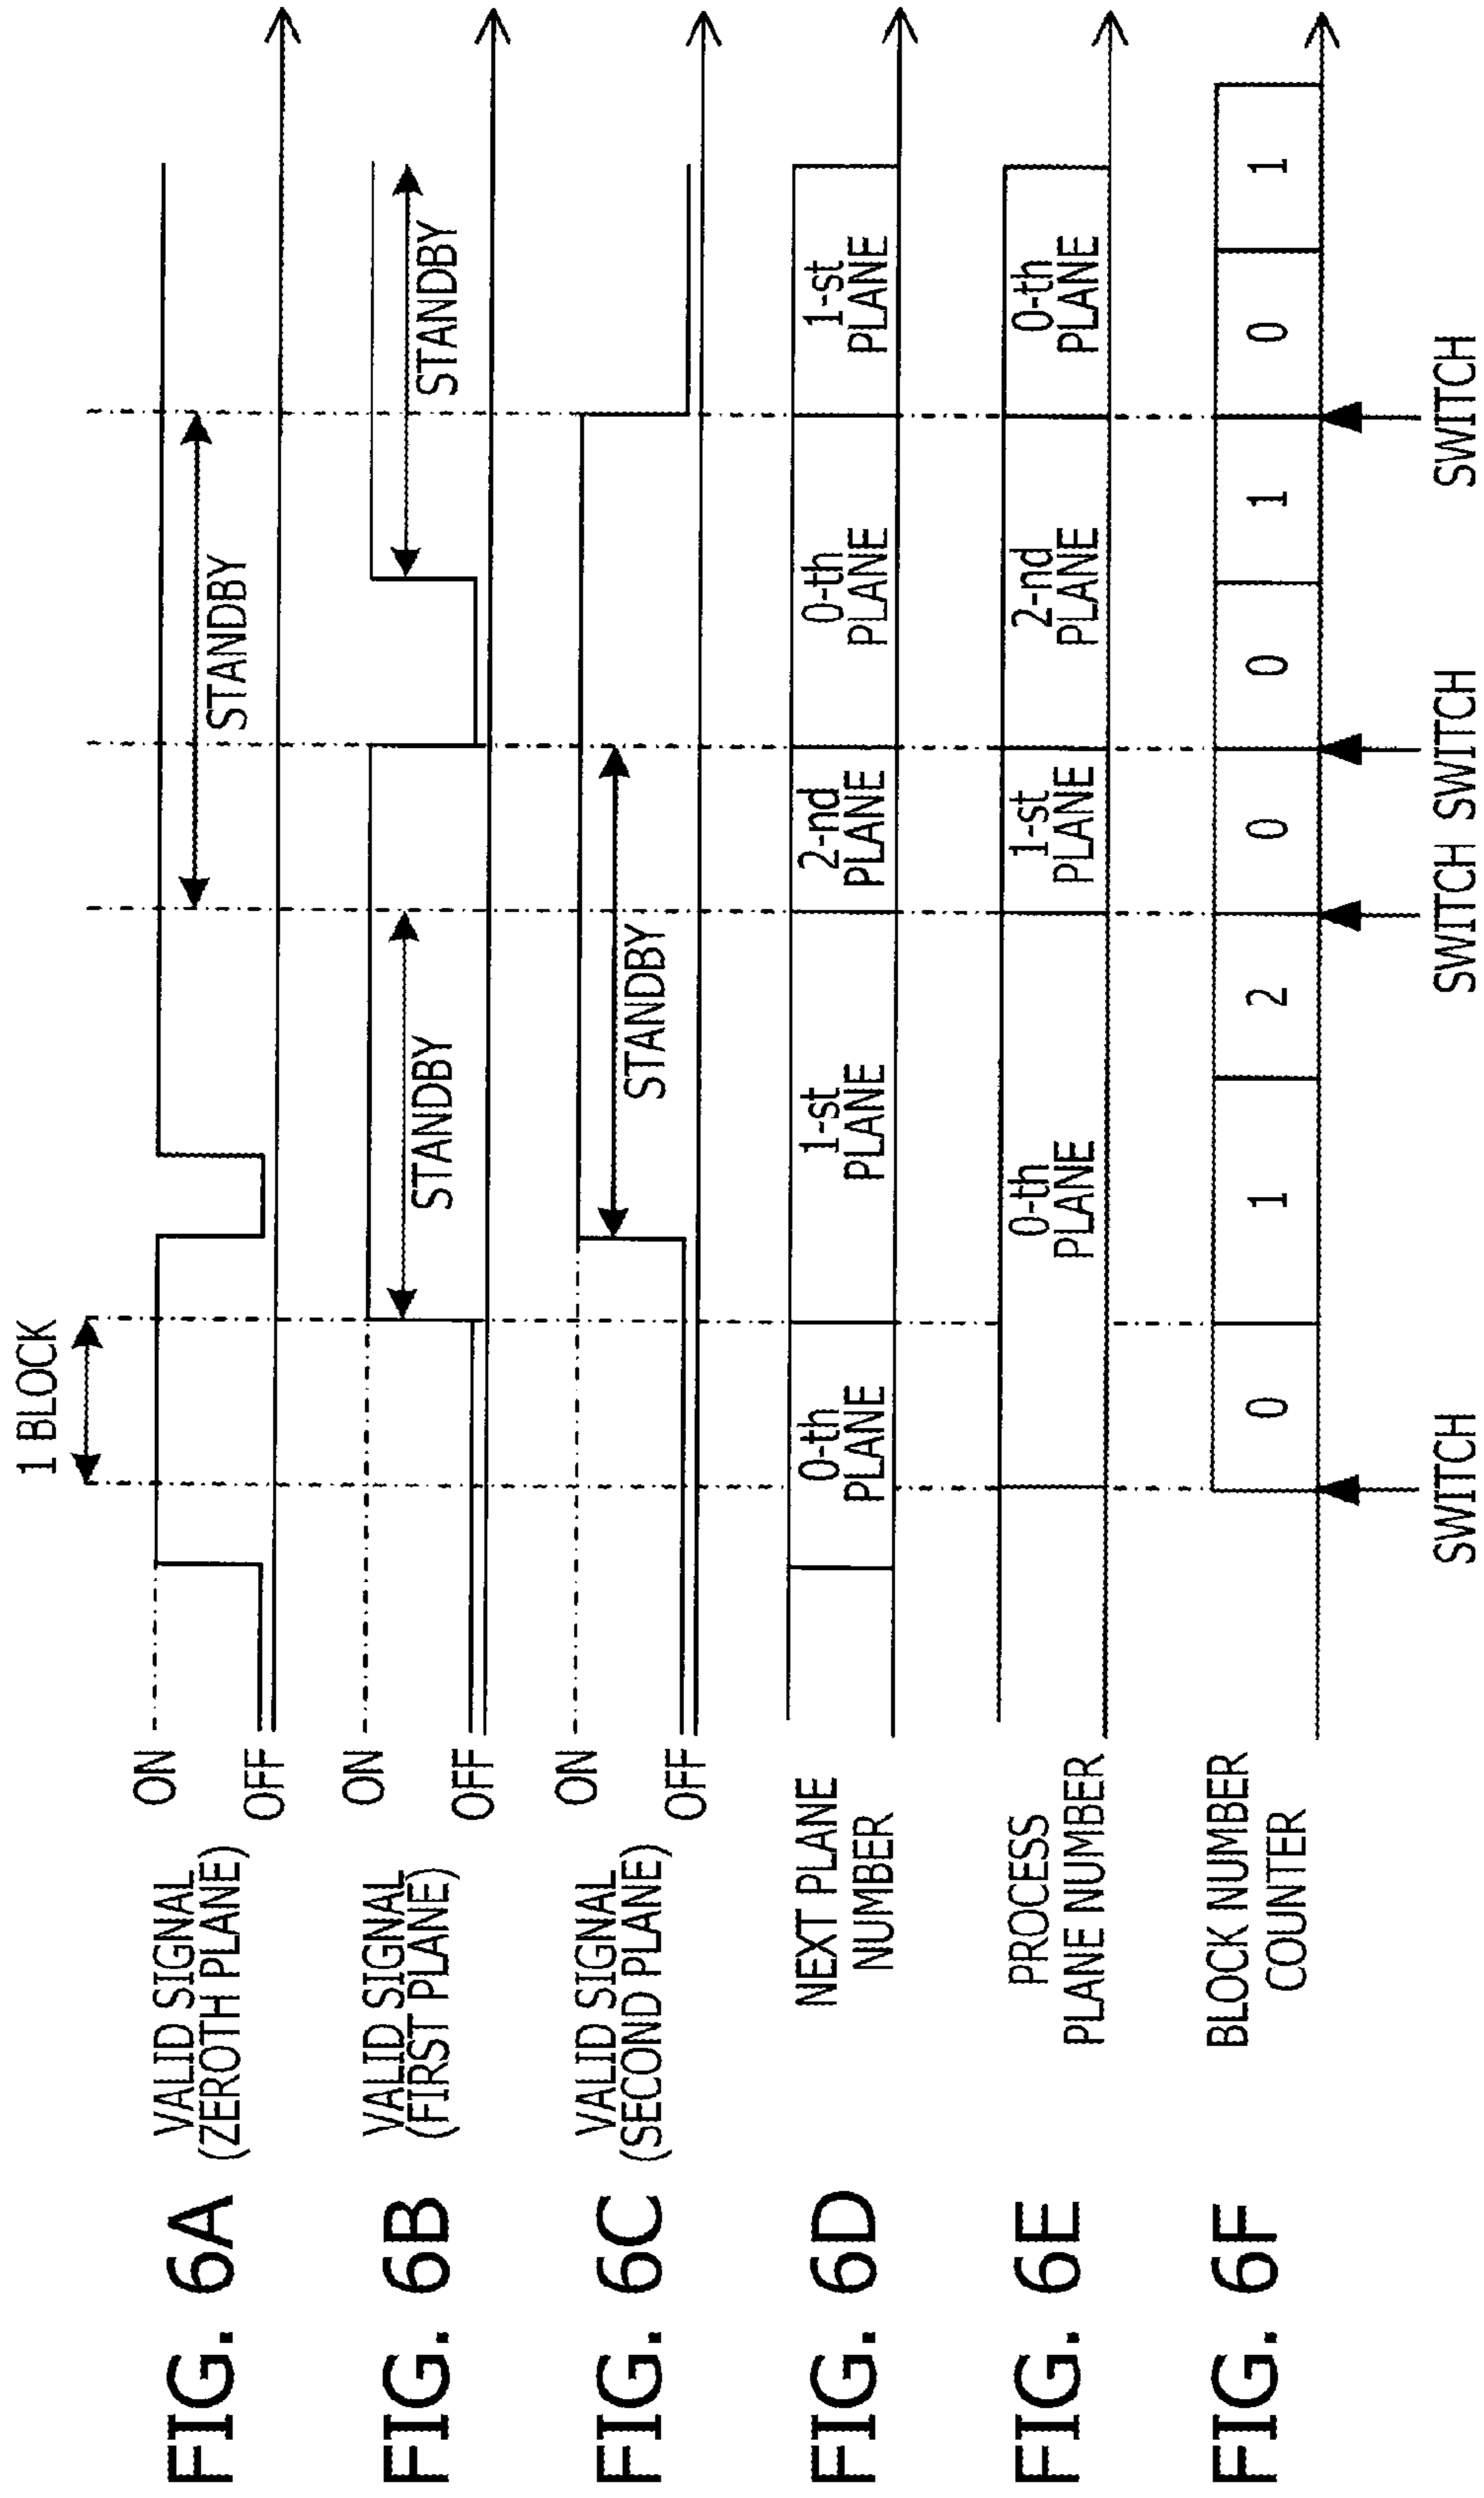 1 BLOCK
FIG. 6A
VALID SIGNAL
(ZEROTH PLANE)
ON
OFF
STANDBY
FIG. 6B
VALID SIGNAL
(FIRST PLANE)
ON
OFF
STANDBY
STANDBY
FIG. 6C
VALID SIGNAL
(SECOND PLANE)
ON
OFF
STANDBY
FIG. 6D
NEXT PLANE
NUMBER
0-th
PLANE
1-st
PLANE
2-nd
PLANE
0-th
PLANE
1-st
PLANE
FIG. 6E
PROCESS
PLANE NUMBER
0-th
PLANE
1-st
PLANE
2-nd
PLANE
0-th
PLANE
FIG. 6F
BLOCK NUMBER
COUNTER
0 1 2 0 0 1 0 1
SWITCH SWITCH SWITCH SWITCH